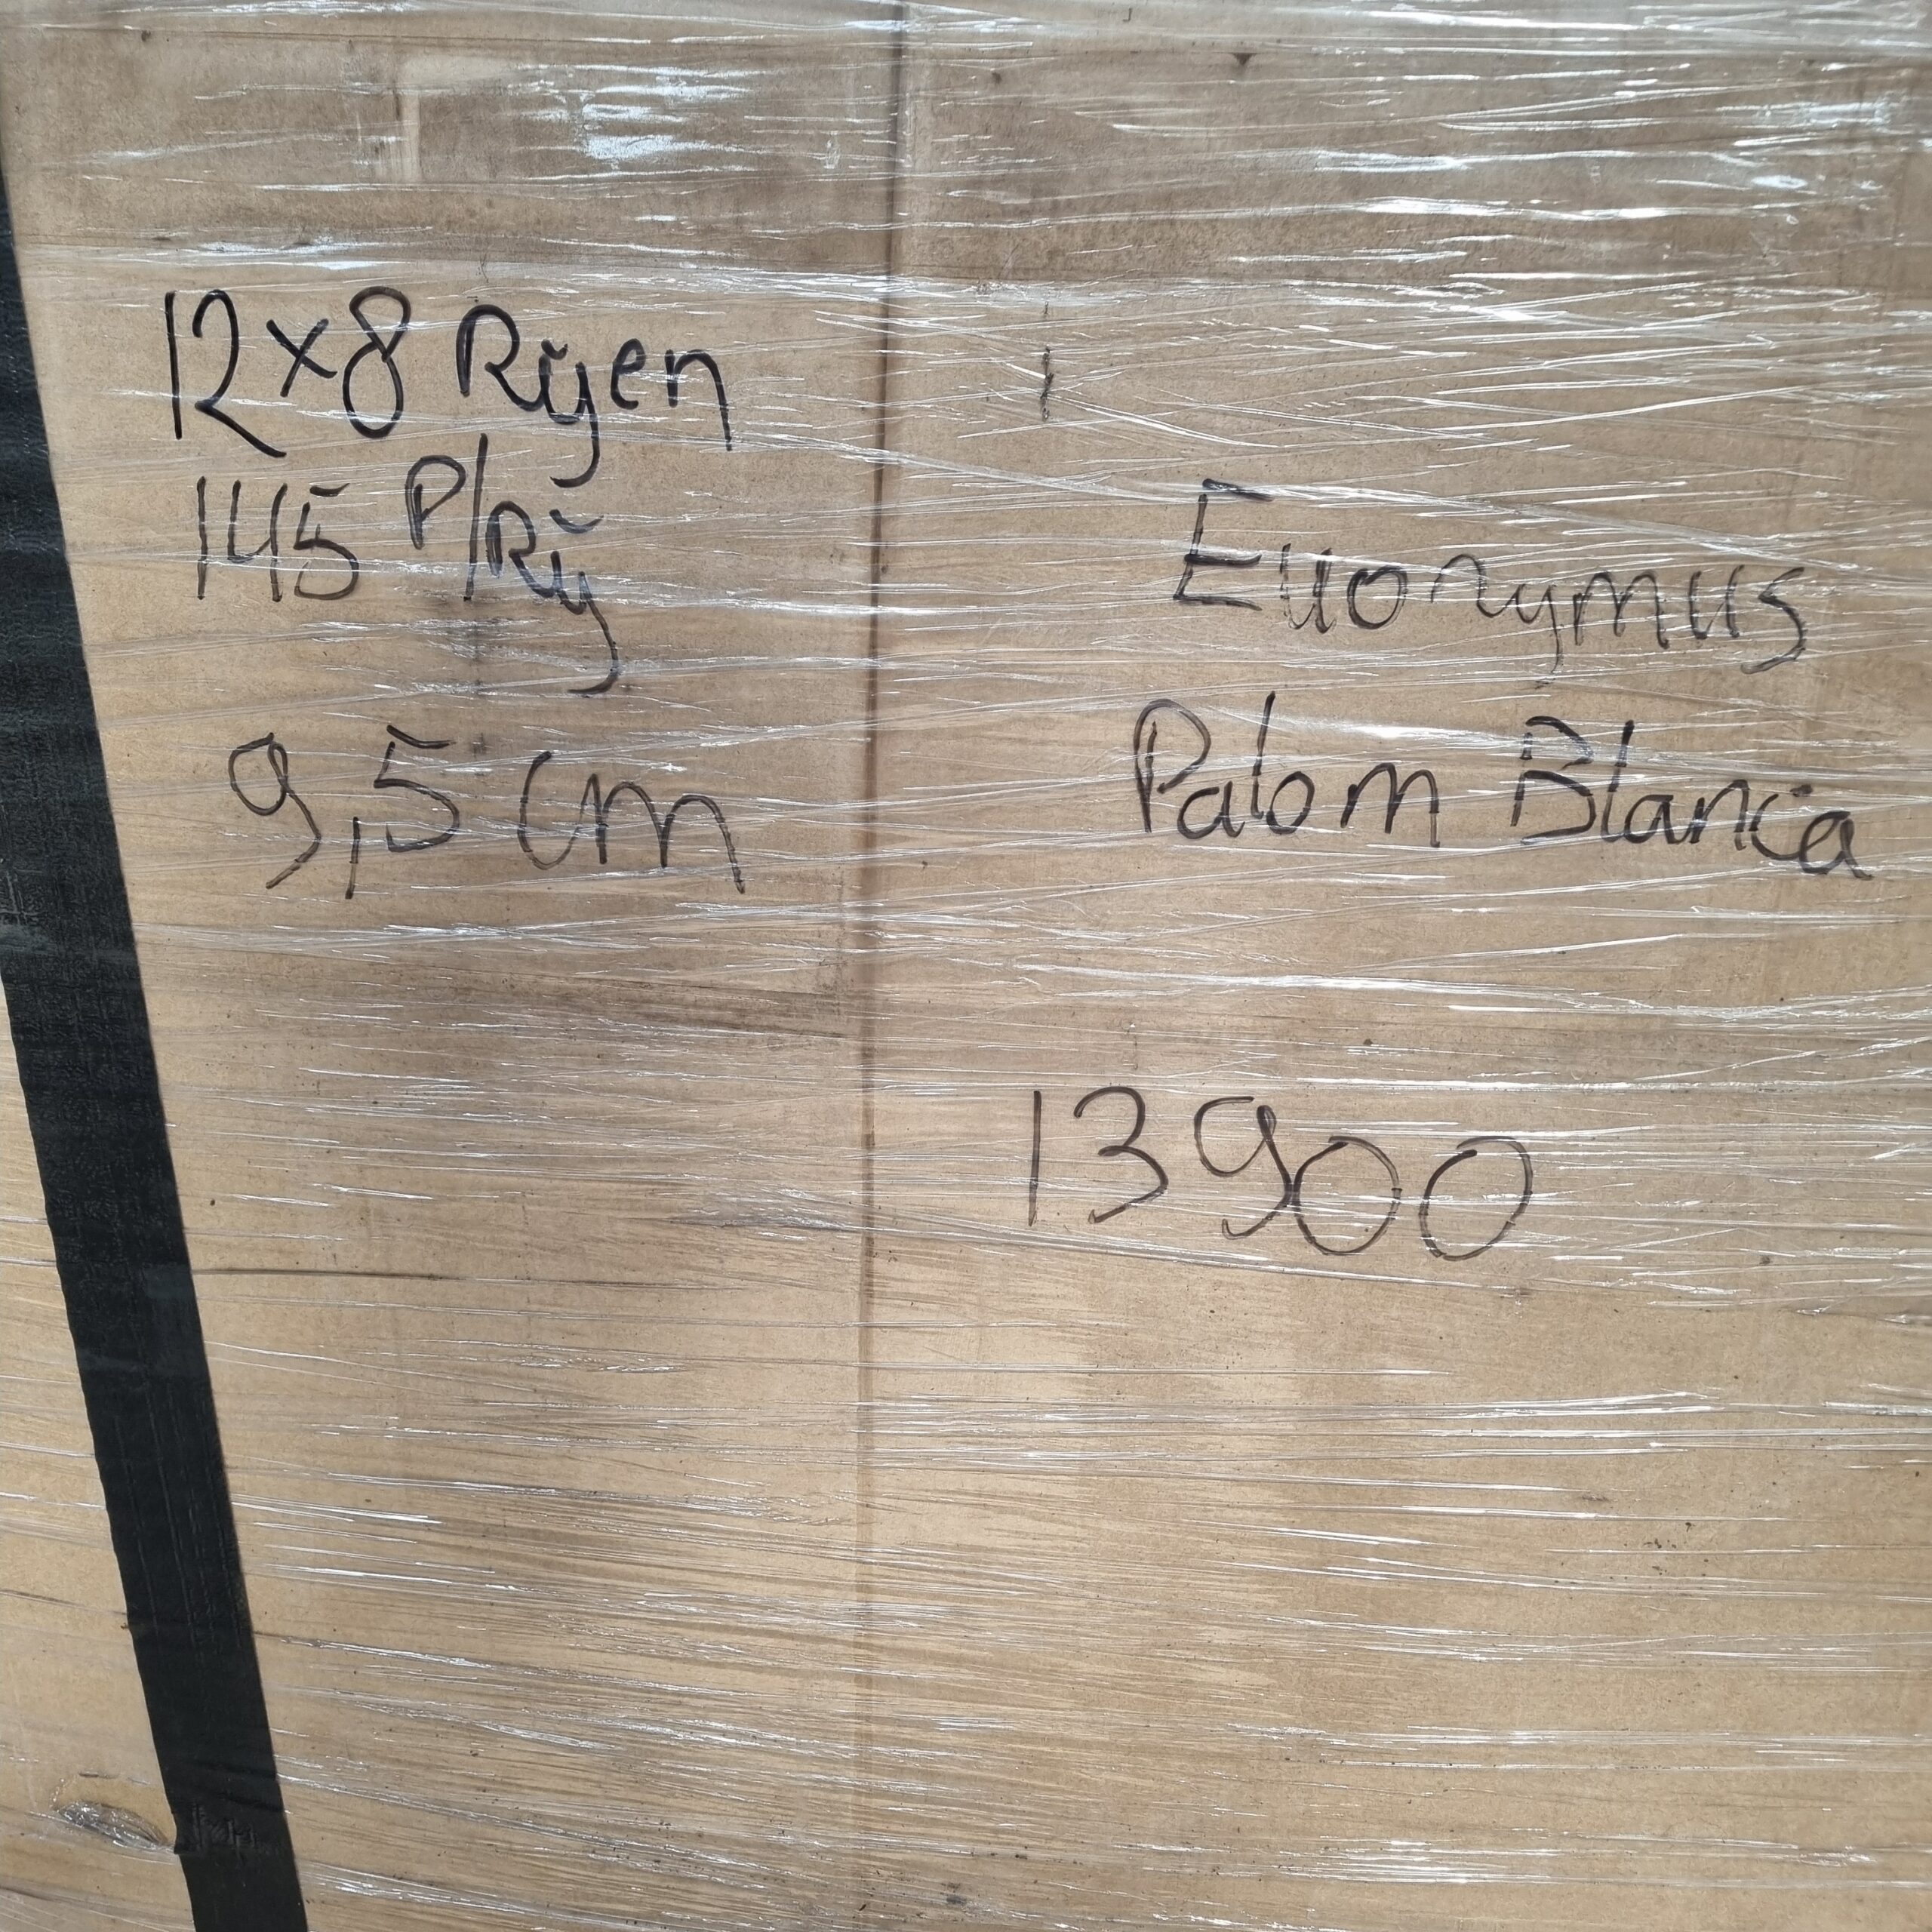 12x8 Rijen
145 P/Rij
9,5 cm
Euonymus
Palom Blanca
13900